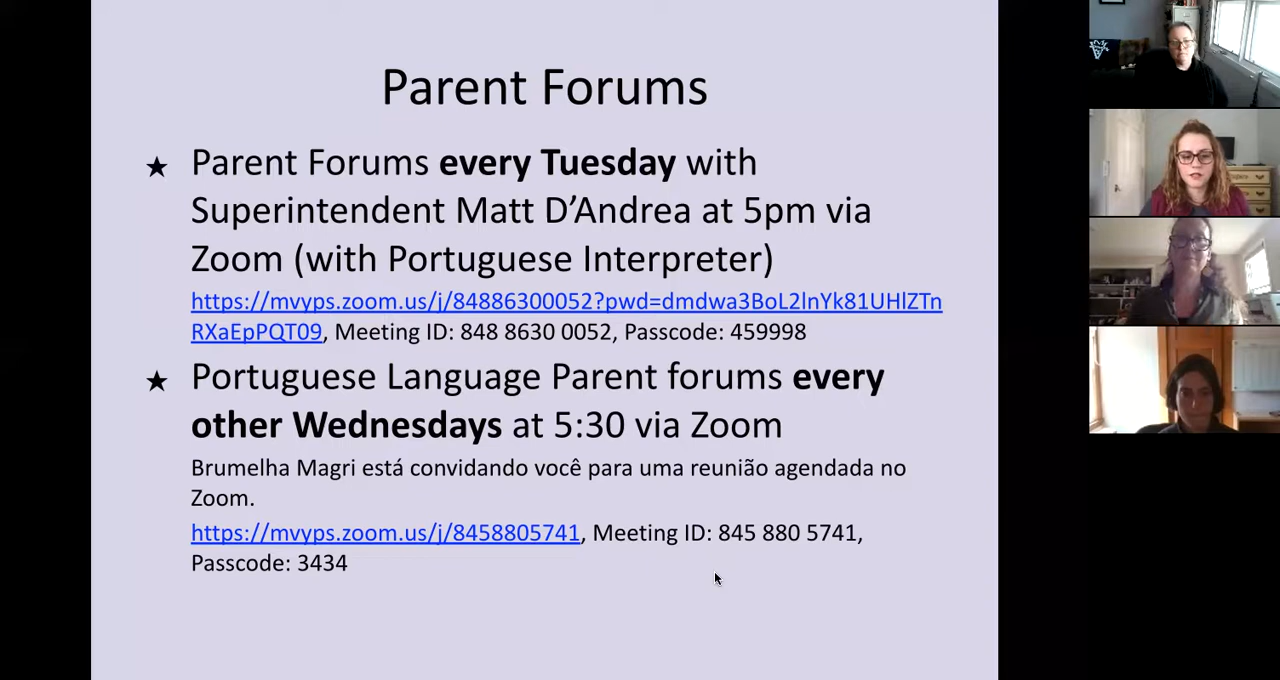 Parent Forums
★ Parent Forums every Tuesday with
Superintendent Matt D’Andrea at 5pm via
Zoom (with Portuguese Interpreter)
https://mvyps.zoom.us/j/84886300052?pwd=dmdwa3BoL2lnYk81UHlZTn
RXaEpPQT09, Meeting ID: 848 8630 0052, Passcode: 459998
★ Portuguese Language Parent forums every
other Wednesdays at 5:30 via Zoom
Brumelha Magri está convidando você para uma reunião agendada no
Zoom.
https://mvyps.zoom.us/j/8458805741, Meeting ID: 845 880 5741,
Passcode: 3434